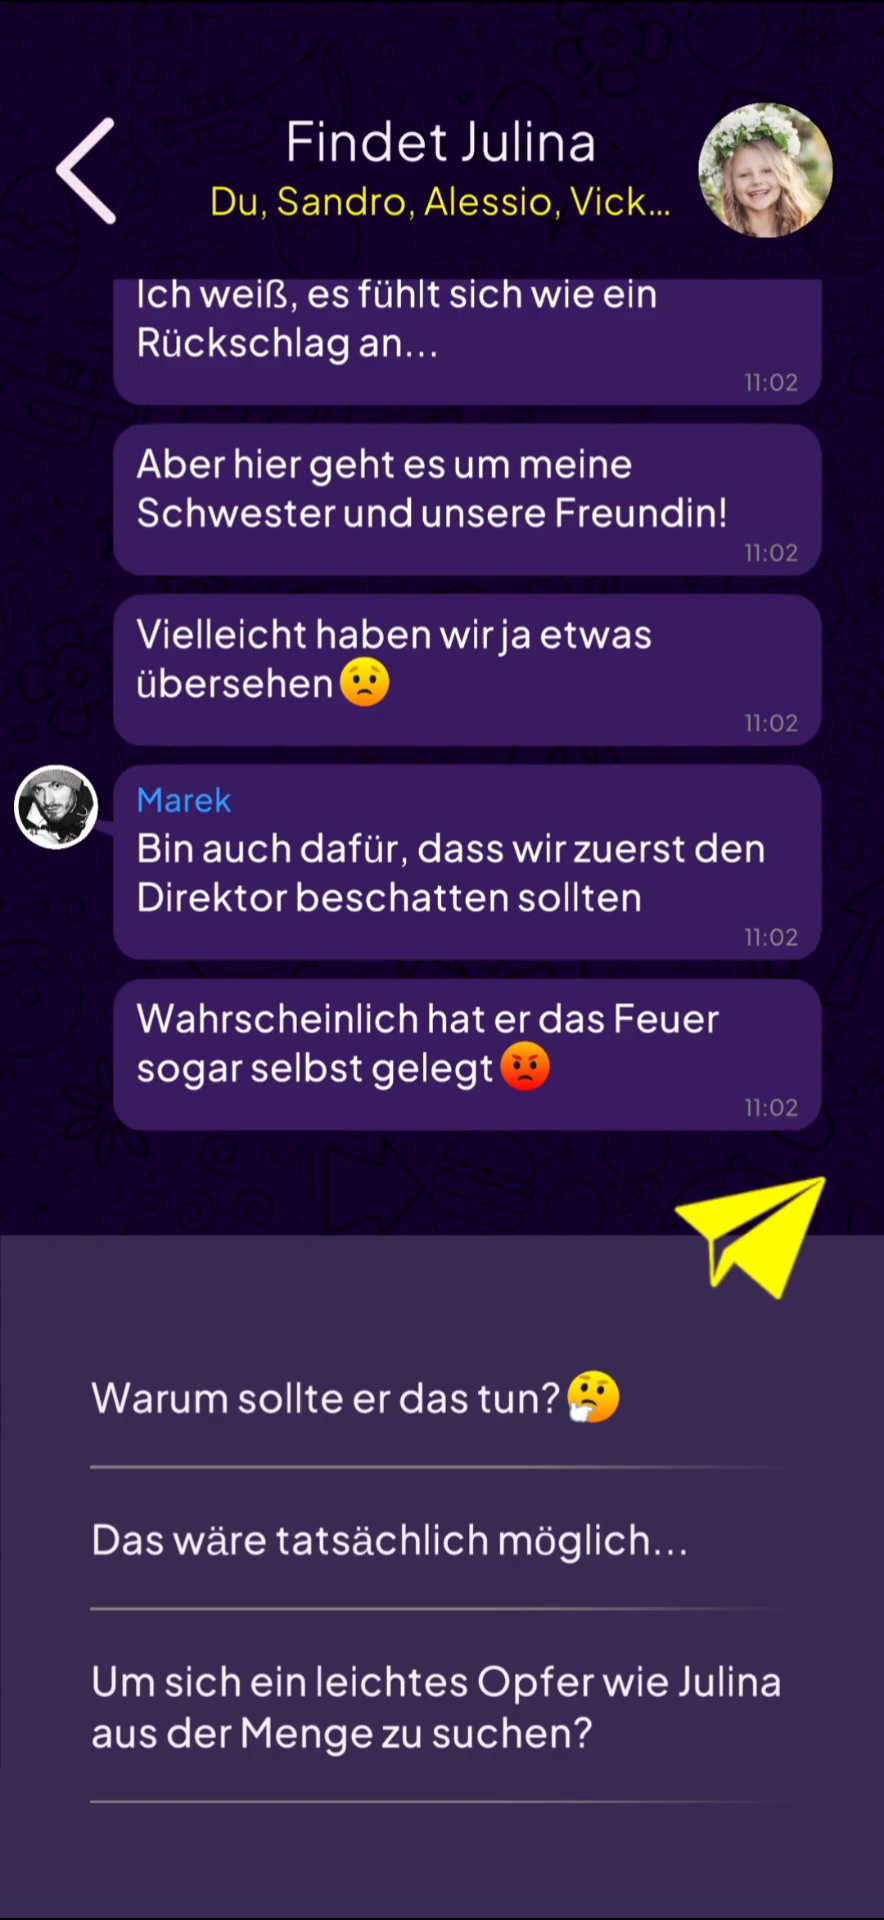 Findet Julina
Du, Sandro, Alessio, Vick...
Ich weiß, es fühlt sich wie ein
Rückschlag an...
11:02
Aber hier geht es um meine
Schwester und unsere Freundin!
11:02
Vielleicht haben wir ja etwas
übersehen😟
11:02
Marek
Bin auch dafür, dass wir zuerst den
Direktor beschatten sollten
11:02
Wahrscheinlich hat er das Feuer
sogar selbst gelegt😡
11:02
Warum sollte er das tun?🤔
Das wäre tatsächlich möglich...
Um sich ein leichtes Opfer wie Julina
aus der Menge zu suchen?